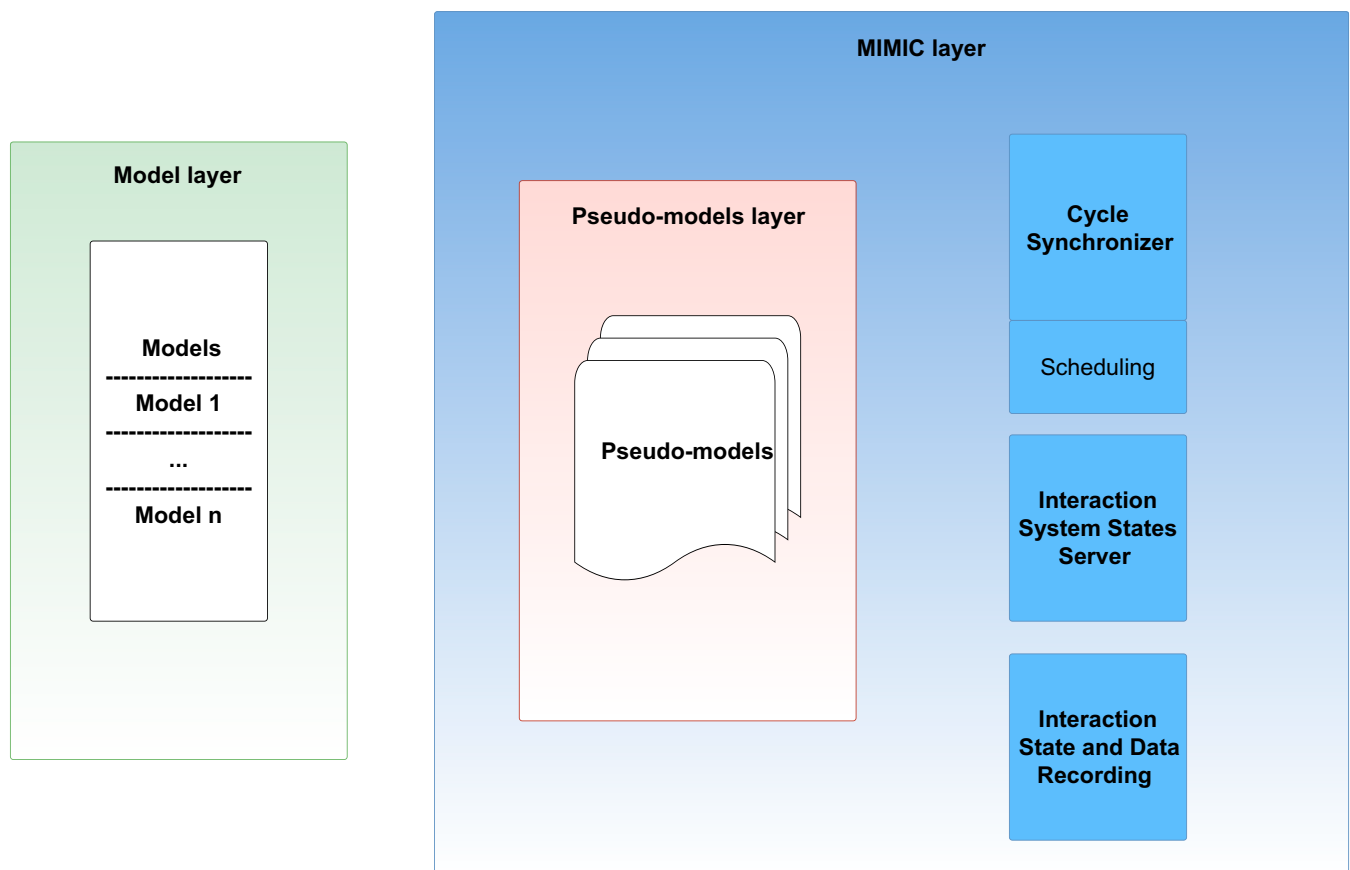 MIMIC layer
Model layer
Models
-------------------
Model 1
-------------------
...
-------------------
Model n
Pseudo-models layer
Pseudo-models
Cycle
Synchronizer
Scheduling
Interaction
System States
Server
Interaction
State and Data
Recording